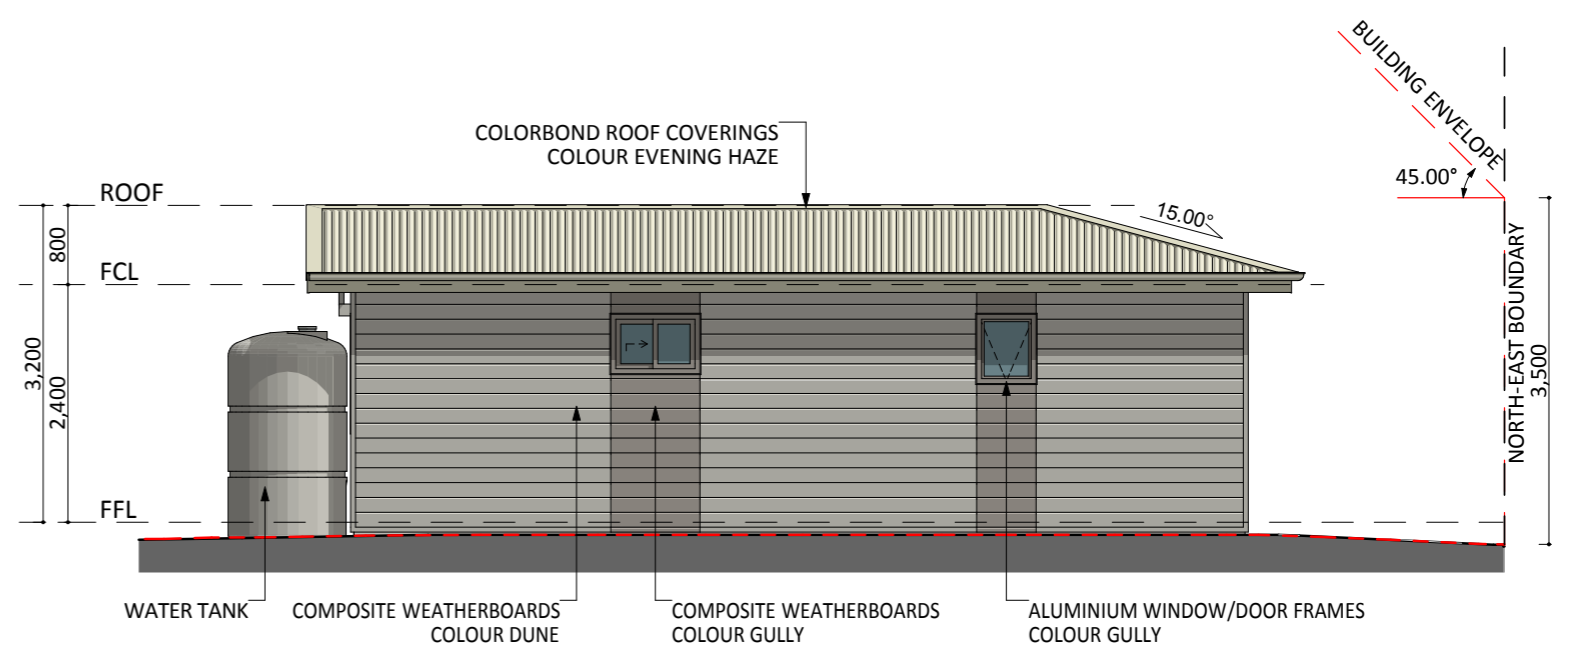 BUILDING ENVELOPE
COLORBOND ROOF COVERINGS
COLOUR EVENING HAZE
45.00°
ROOF
15.00°
800
FCL
NORTH-EAST BOUNDARY
3,500
3,200
2,400
FFL
WATER TANK
COMPOSITE WEATHERBOARDS
COLOUR DUNE
COMPOSITE WEATHERBOARDS
COLOUR GULLY
ALUMINIUM WINDOW/DOOR FRAMES
COLOUR GULLY